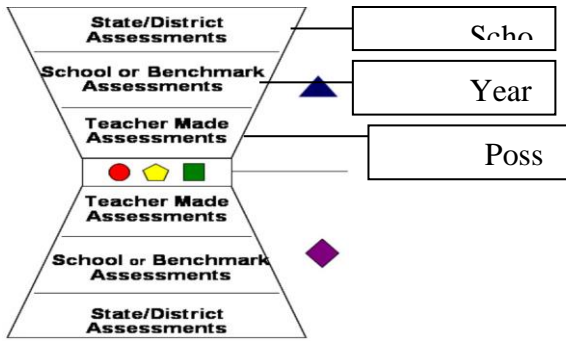 State/District
Assessments
School or Benchmark
Assessments
Teacher Made
Assessments
Teacher Made
Assessments
School or Benchmark
Assessments
State/District
Assessments
Scho
Year
Poss